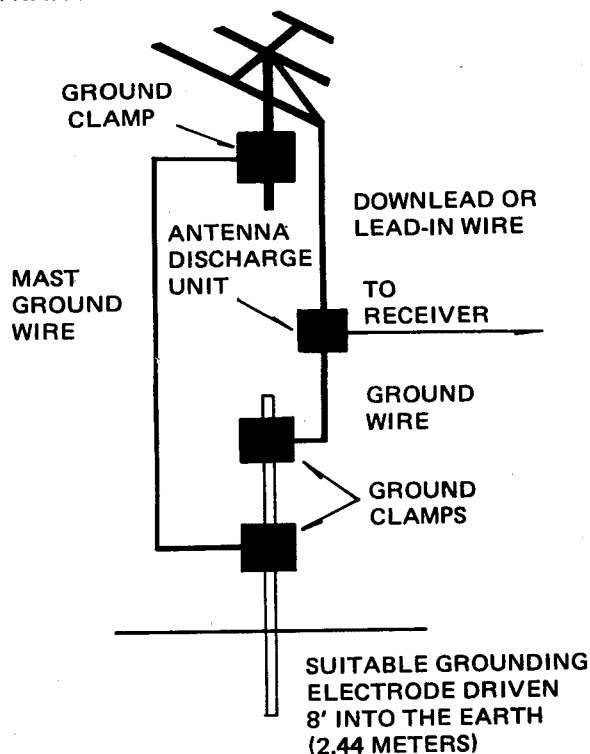 GROUND
CLAMP
DOWNLEAD OR
LEAD-IN WIRE
ANTENNA
DISCHARGE
UNIT
MAST
GROUND
WIRE
TO
RECEIVER
GROUND
WIRE
GROUND
CLAMPS
SUITABLE GROUNDING
ELECTRODE DRIVEN
8' INTO THE EARTH
(2.44 METERS)